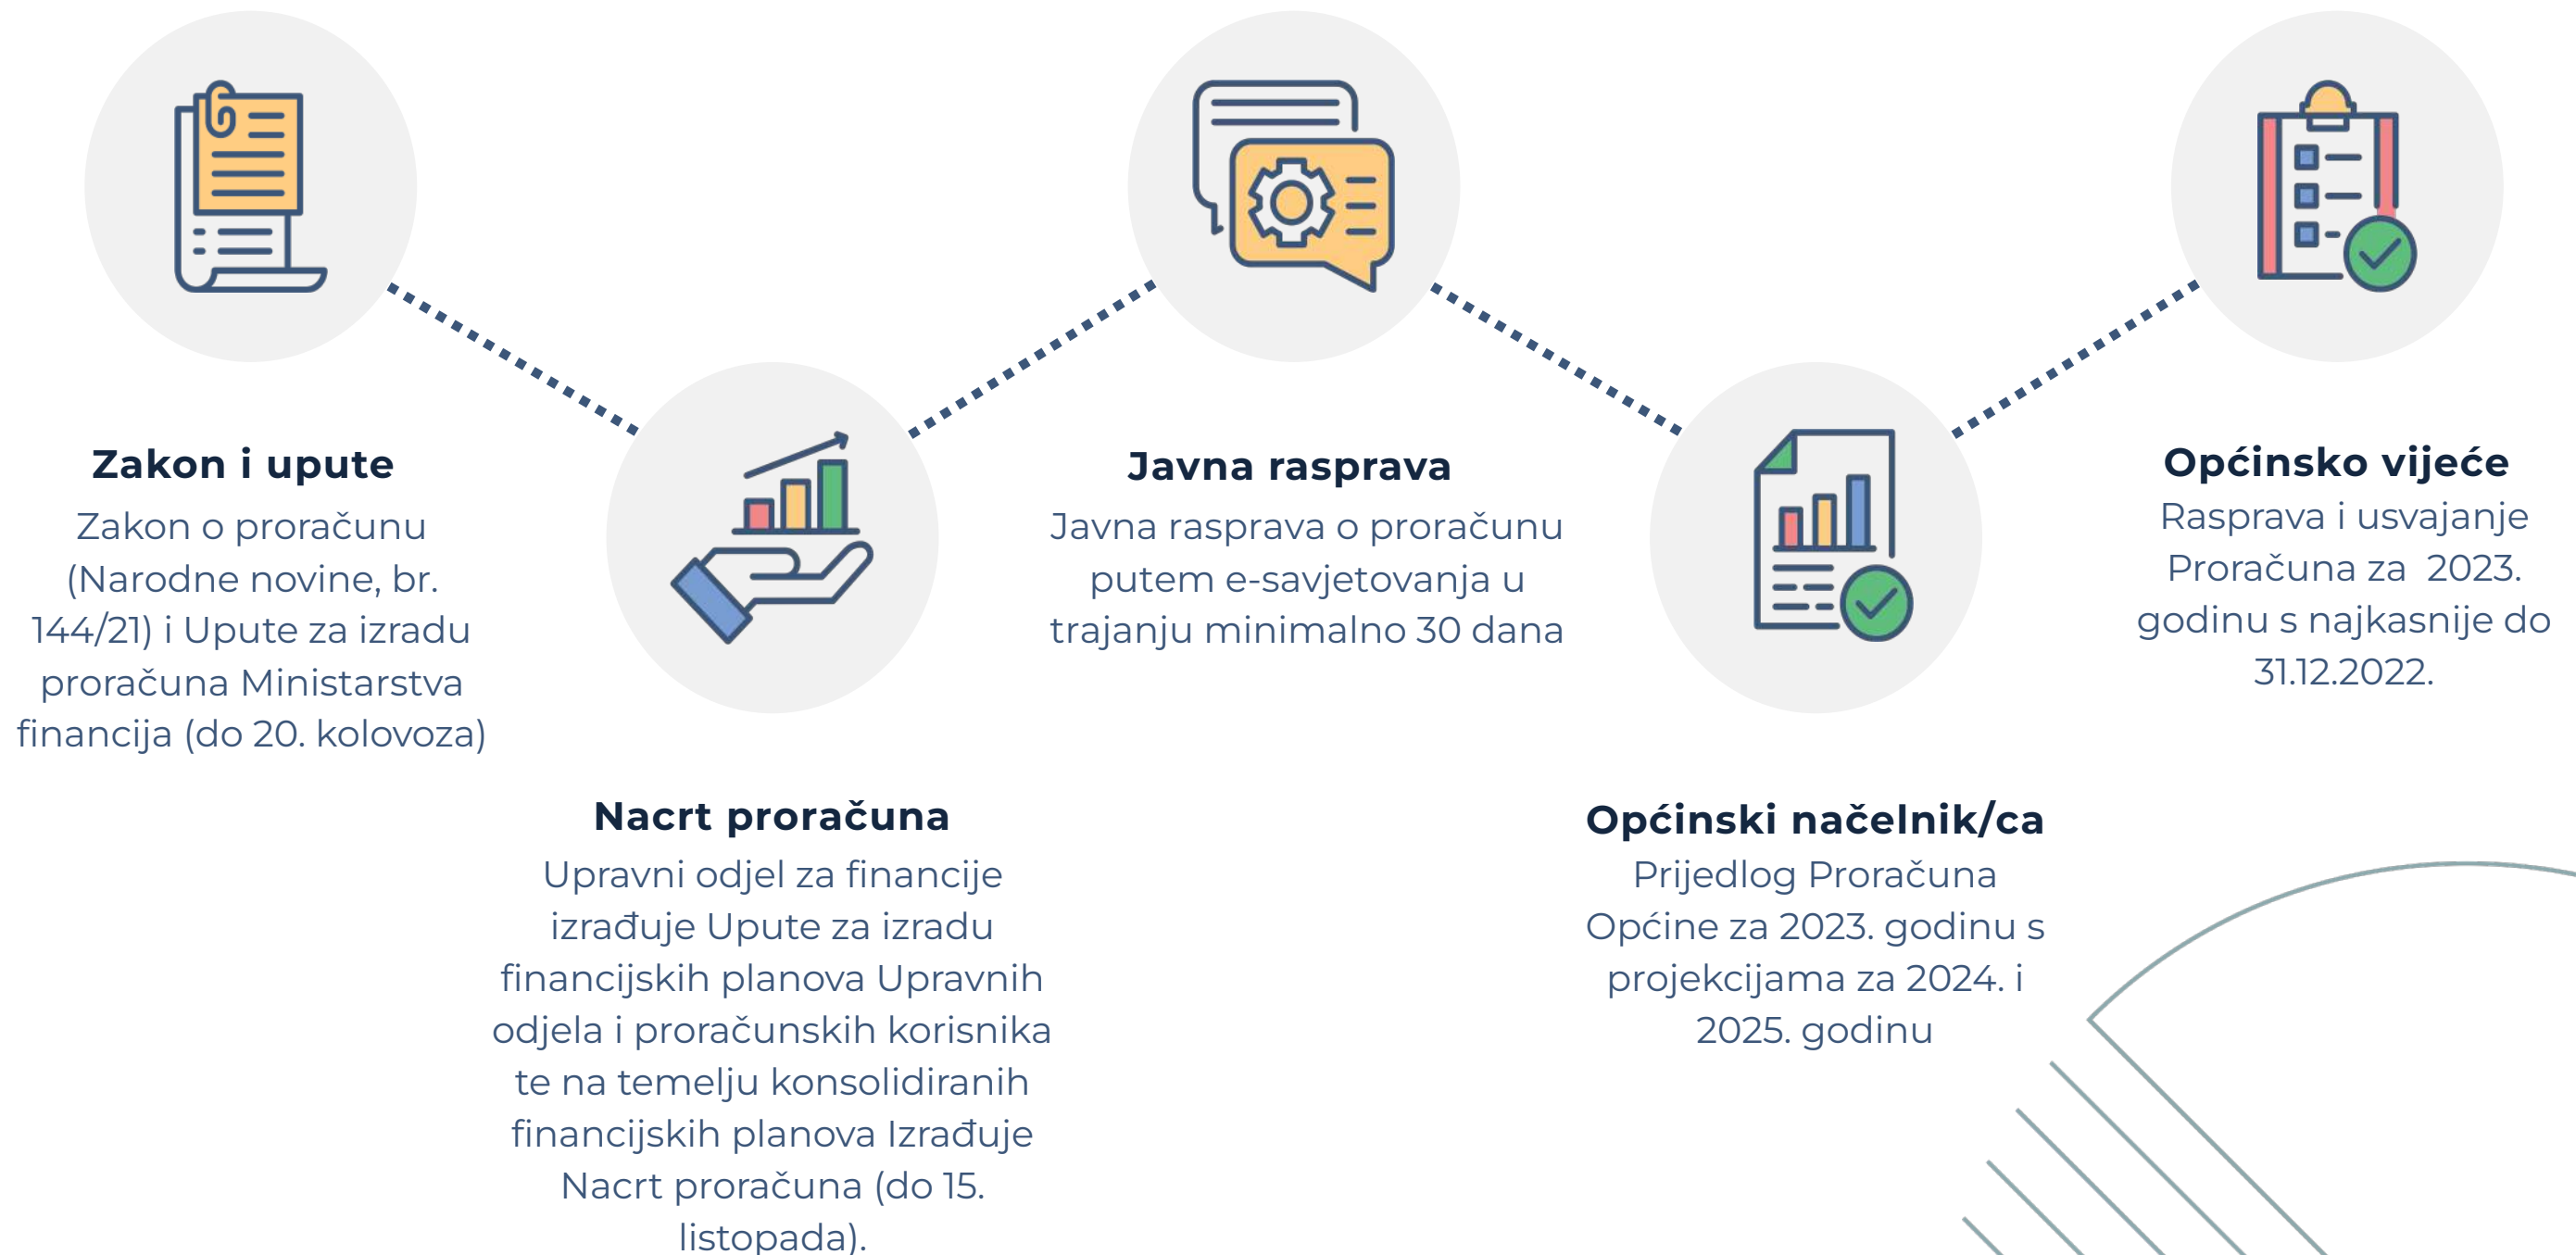 Zakon i upute
Zakon o proračunu
(Narodne novine, br.
144/21) i Upute za izradu
proračuna Ministarstva
financija (do 20. kolovoza)
Nacrt proračuna
Upravni odjel za financije
izrađuje Upute za izradu
financijskih planova Upravnih
odjela i proračunskih korisnika
te na temelju konsolidiranih
financijskih planova Izrađuje
Nacrt proračuna (do 15.
listopada).
Javna rasprava
Javna rasprava o proračunu
putem e-savjetovanja u
trajanju minimalno 30 dana
Općinski načelnik/ca
Prijedlog Proračuna
Općine za 2023. godinu s
projekcijama za 2024. i
2025. godinu
Općinsko vijeće
Rasprava i usvajanje
Proračuna za  2023.
godinu s najkasnije do
31.12.2022.